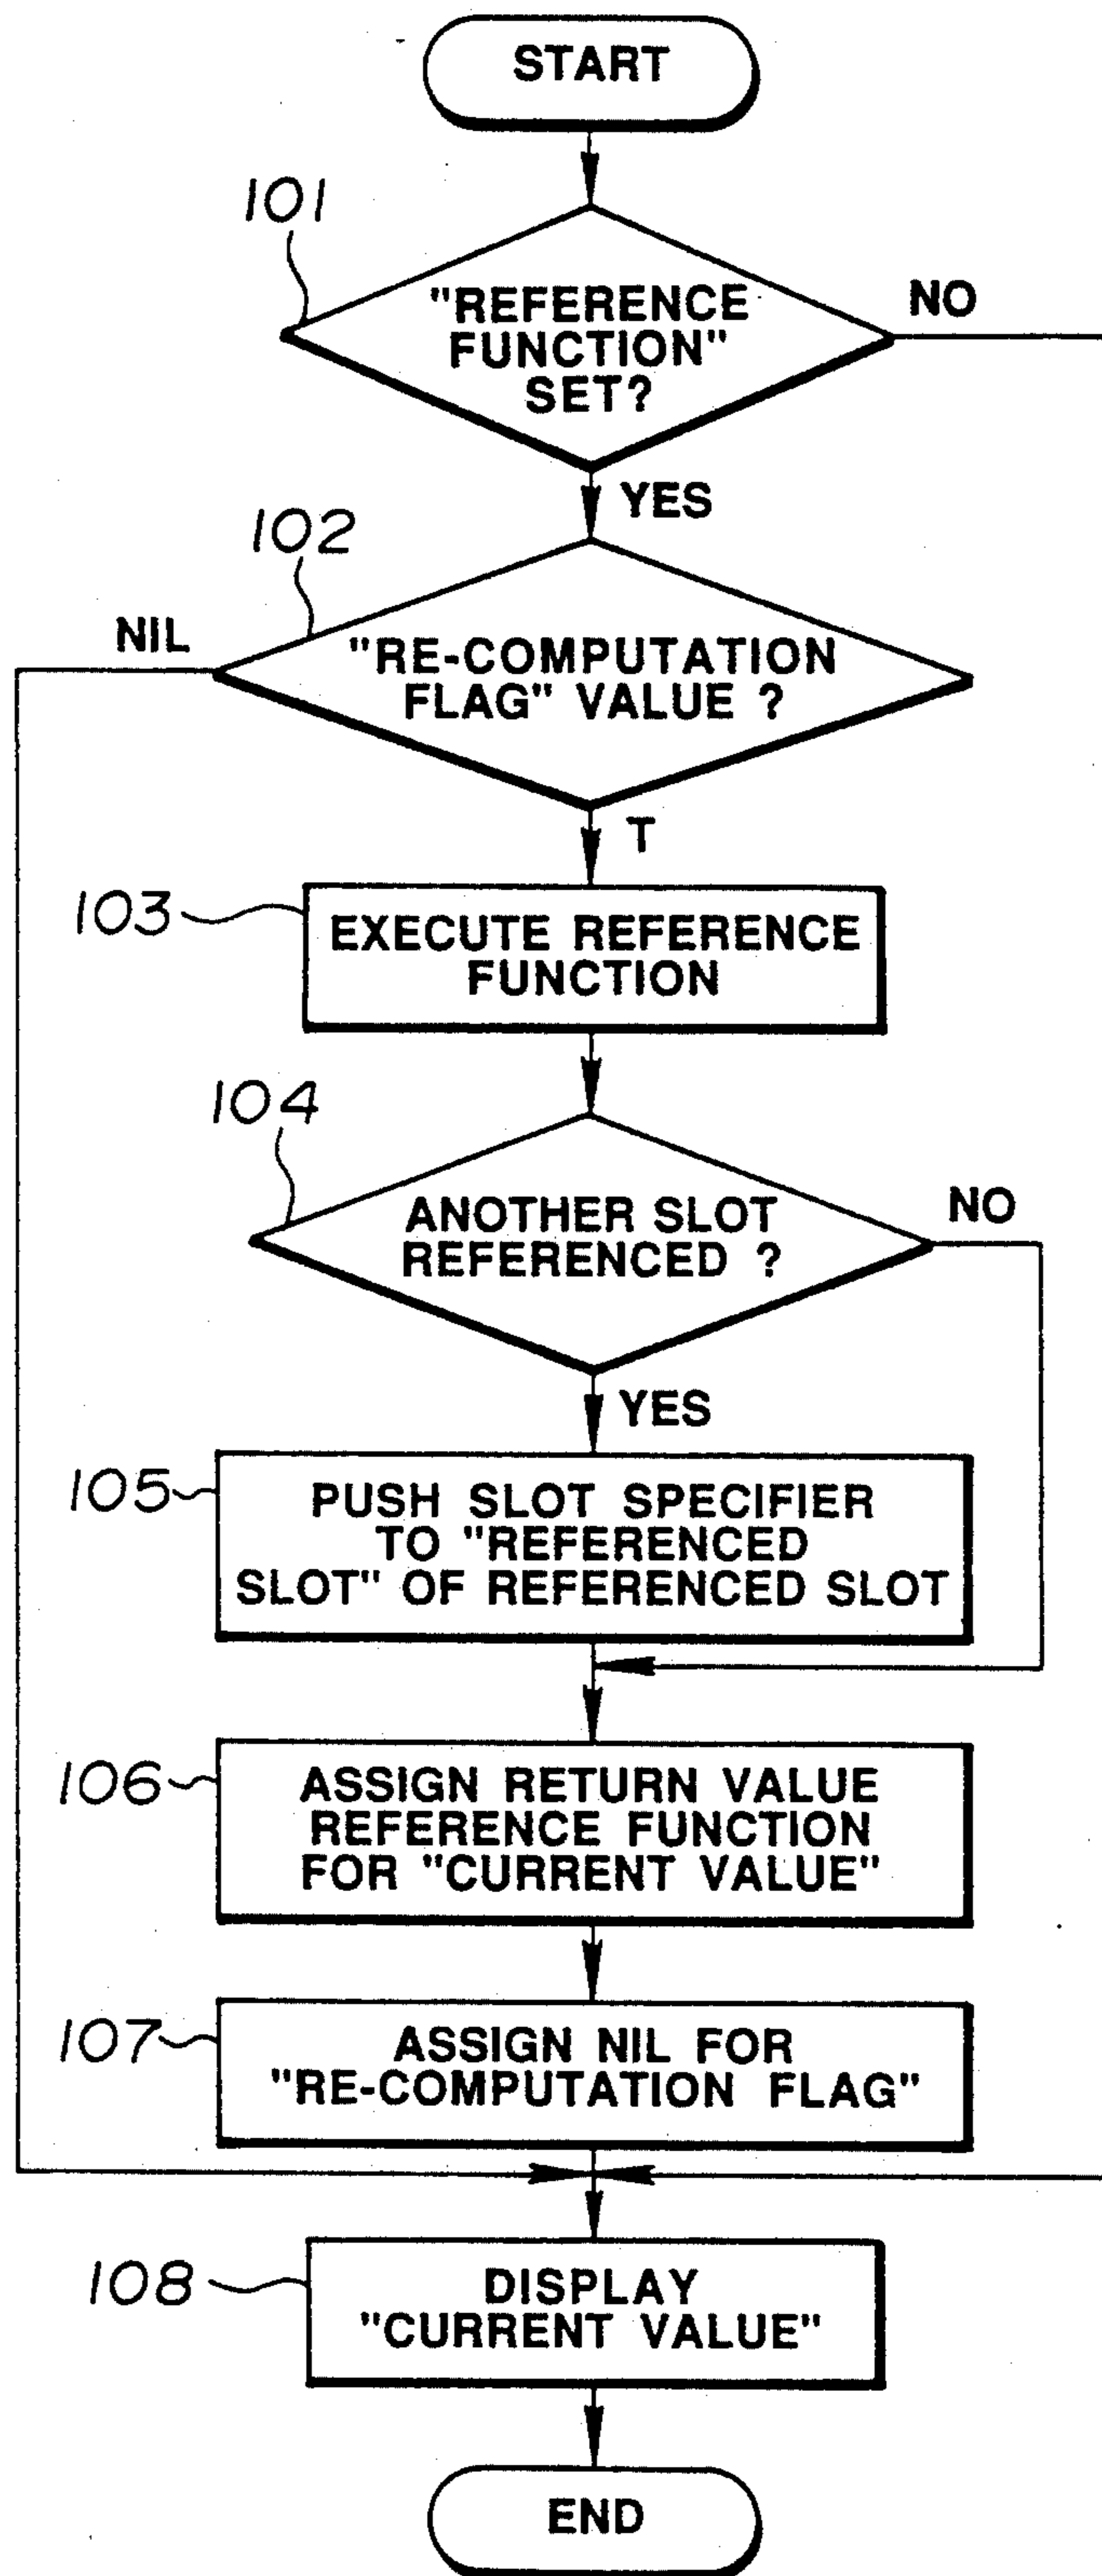 START
101
"REFERENCE
FUNCTION"
SET?
NO
YES
102
NIL
"RE-COMPUTATION
FLAG" VALUE ?
T
103
EXECUTE REFERENCE
FUNCTION
104
ANOTHER SLOT
REFERENCED ?
NO
YES
105
PUSH SLOT SPECIFIER
TO "REFERENCED
SLOT" OF REFERENCED SLOT
106
ASSIGN RETURN VALUE
REFERENCE FUNCTION
FOR "CURRENT VALUE"
107
ASSIGN NIL FOR
"RE-COMPUTATION FLAG"
108
DISPLAY
"CURRENT VALUE"
END